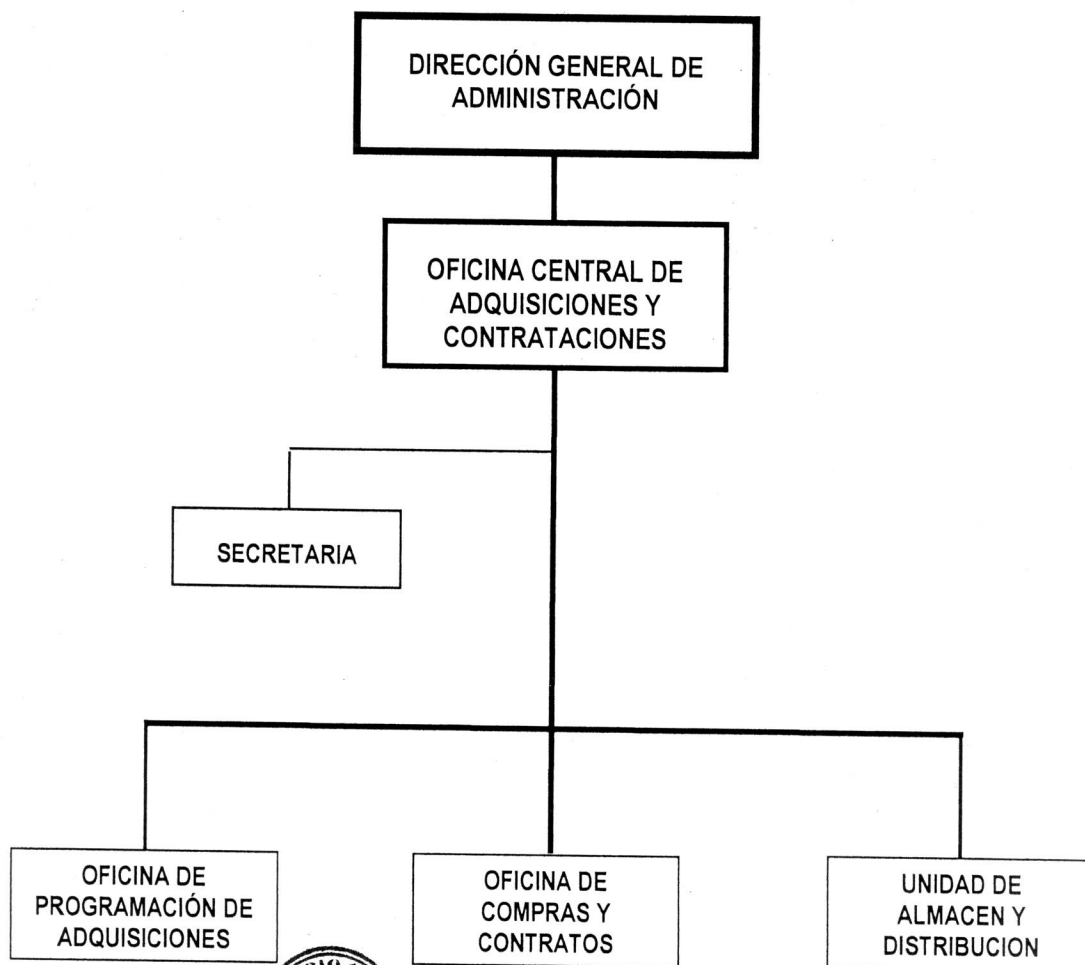 DIRECCIÓN GENERAL DE
ADMINISTRACIÓN
OFICINA CENTRAL DE
ADQUISICIONES Y
CONTRATACIONES
SECRETARIA
OFICINA DE
PROGRAMACIÓN DE
ADQUISICIONES
OFICINA DE
COMPRAS Y
CONTRATOS
UNIDAD DE
ALMACEN Y
DISTRIBUCION